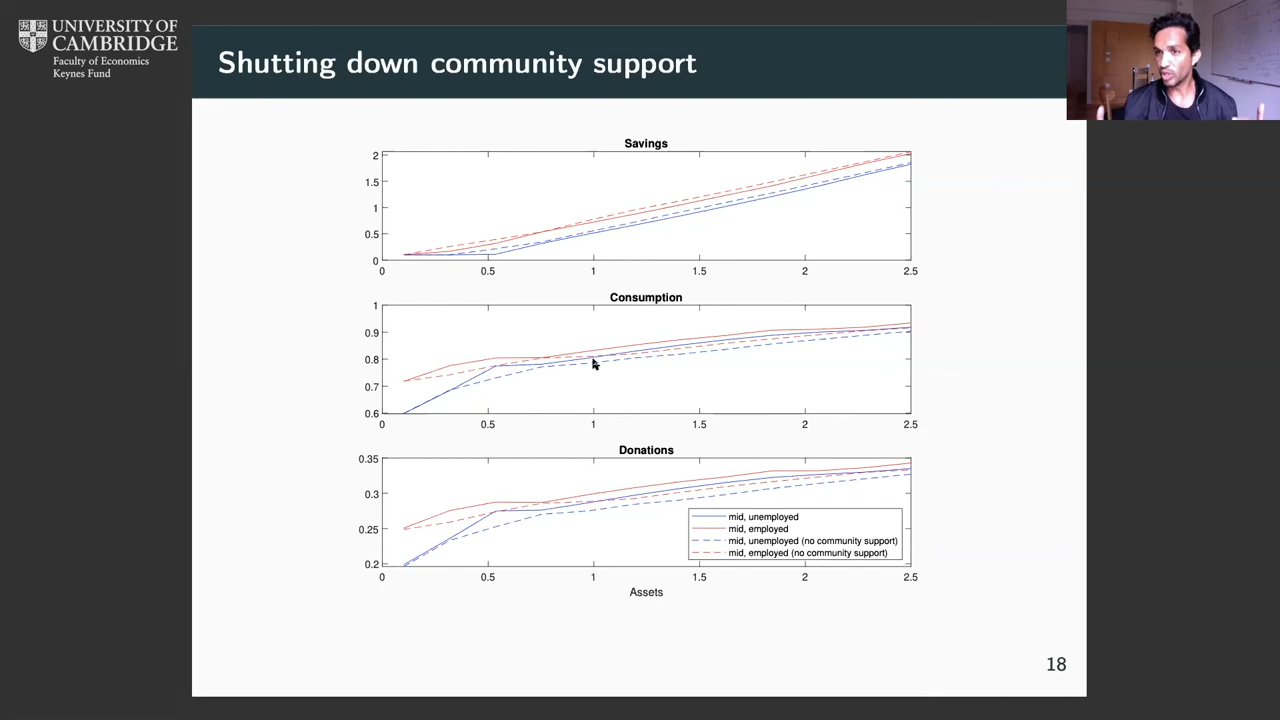 UNIVERSITY OF
CAMBRIDGE
Faculty of Economics
Keynes Fund
Shutting down community support
Savings
2
1.5
1
0.5
0
0 0.5 1 1.5 2 2.5
Consumption
1
0.9
0.8
0.7
0.6
0 0.5 1 1.5 2 2.5
Donations
0.35
0.3
0.25
0.2
mid, unemployed
mid, employed
mid, unemployed (no community support)
mid, employed (no community support)
0 0.5 1 1.5 2 2.5
Assets
18